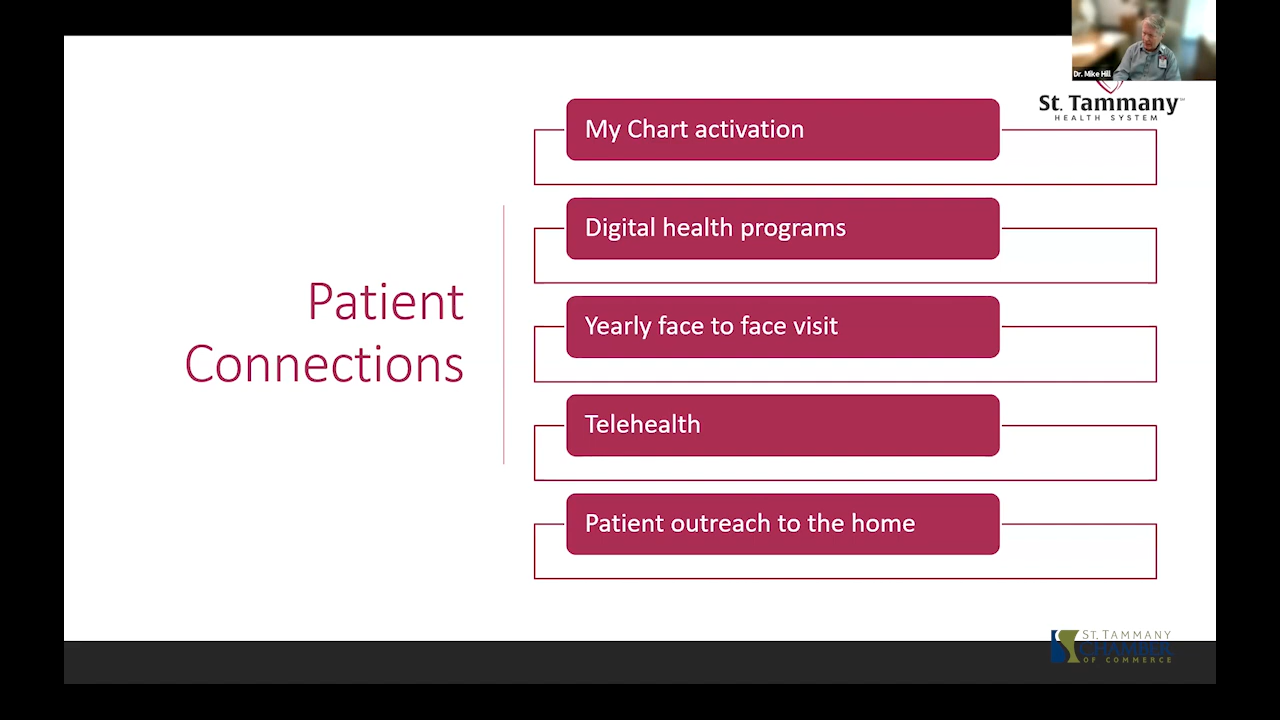 Dr. Mike Hill
St. Tammany
HEALTH SYSTEM
My Chart activation
Digital health programs
Patient
Connections
Yearly face to face visit
Telehealth
Patient outreach to the home
ST. TAMMANY
CHAMBER
OF COMMERCE